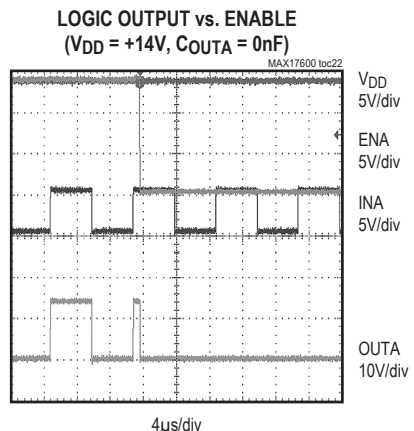 LOGIC OUTPUT vs. ENABLE
(VDD = +14V, COUTA = 0nF)
MAX17600 toc22
VDD
5V/div
ENA
5V/div
INA
5V/div
OUTA
10V/div
4µs/div